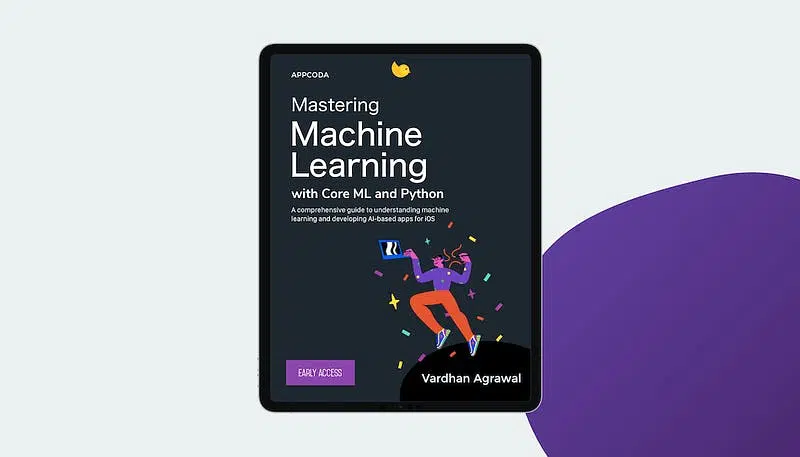 APPCODA
Mastering
Machine
Learning
with Core ML and Python
A comprehensive guide to understanding machine
learning and developing AI-based apps for iOS
EARLY ACCESS
Vardhan Agrawal